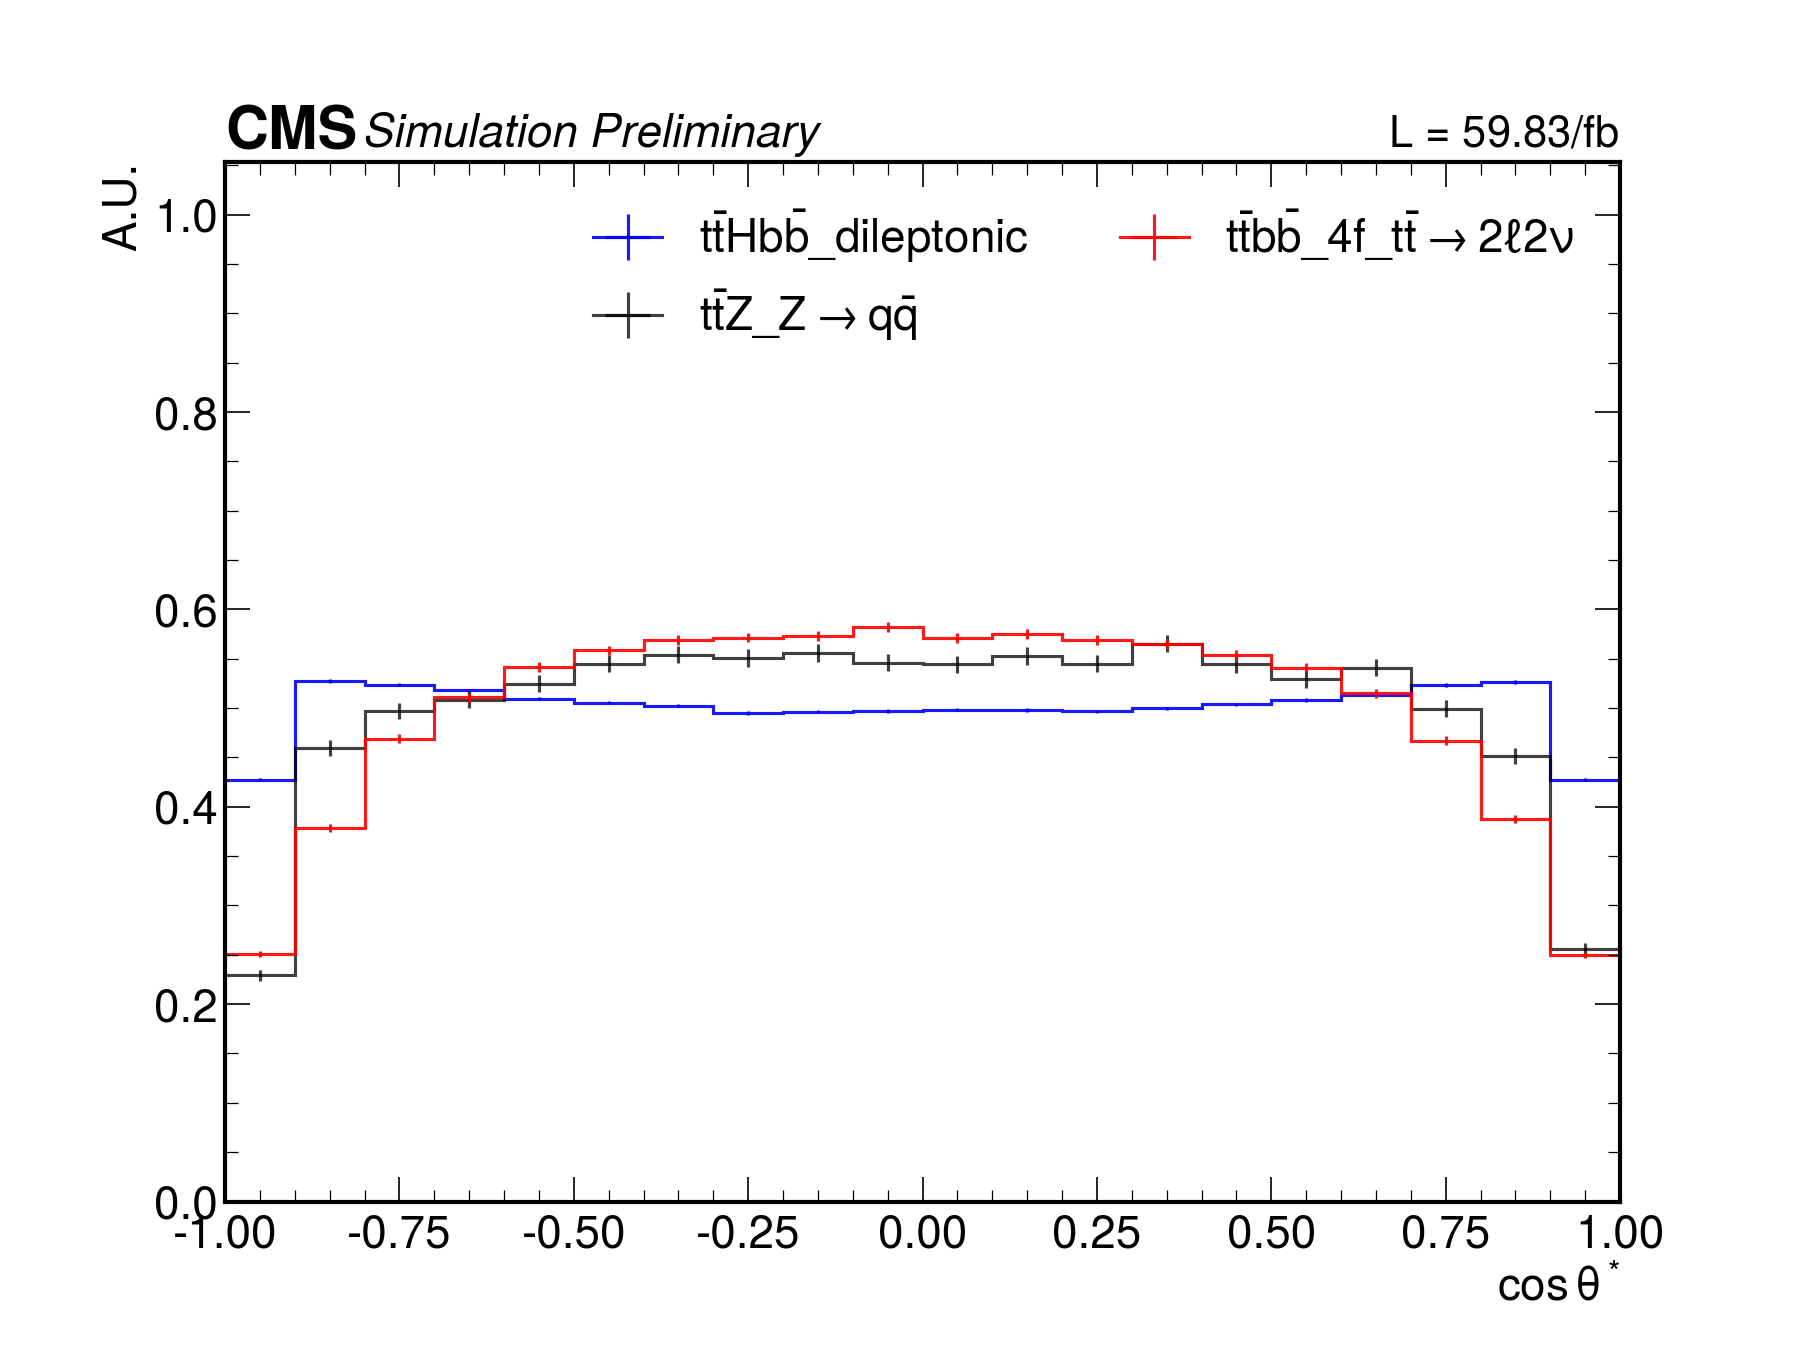 CMS Simulation Preliminary L = 59.83/fb
A.U.
tt̄Hbb̄_dileptonic tt̄bb̄_4f_tt̄ → 2ℓ2ν
tt̄Z_Z → qq̄
1.0
0.8
0.6
0.4
0.2
0.0
-1.00 -0.75 -0.50 -0.25 0.00 0.25 0.50 0.75 1.00
cos θ*